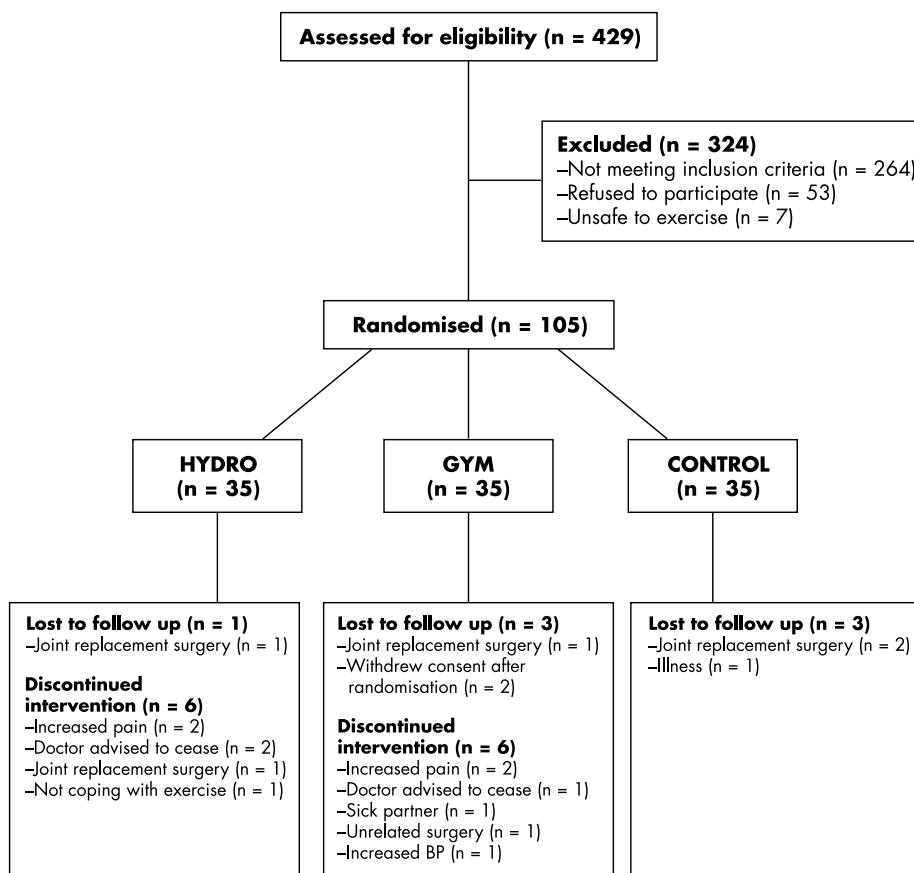 Assessed for eligibility (n = 429)
Excluded (n = 324)
–Not meeting inclusion criteria (n = 264)
–Refused to participate (n = 53)
–Unsafe to exercise (n = 7)
Randomised (n = 105)
HYDRO
(n = 35)
GYM
(n = 35)
CONTROL
(n = 35)
Lost to follow up (n = 1)
–Joint replacement surgery (n = 1)
Discontinued
intervention (n = 6)
–Increased pain (n = 2)
–Doctor advised to cease (n = 2)
–Joint replacement surgery (n = 1)
–Not coping with exercise (n = 1)
Lost to follow up (n = 3)
–Joint replacement surgery (n = 1)
–Withdrew consent after
randomisation (n = 2)
Discontinued
intervention (n = 6)
–Increased pain (n = 2)
–Doctor advised to cease (n = 1)
–Sick partner (n = 1)
–Unrelated surgery (n = 1)
–Increased BP (n = 1)
Lost to follow up (n = 3)
–Joint replacement surgery (n = 2)
–Illness (n = 1)